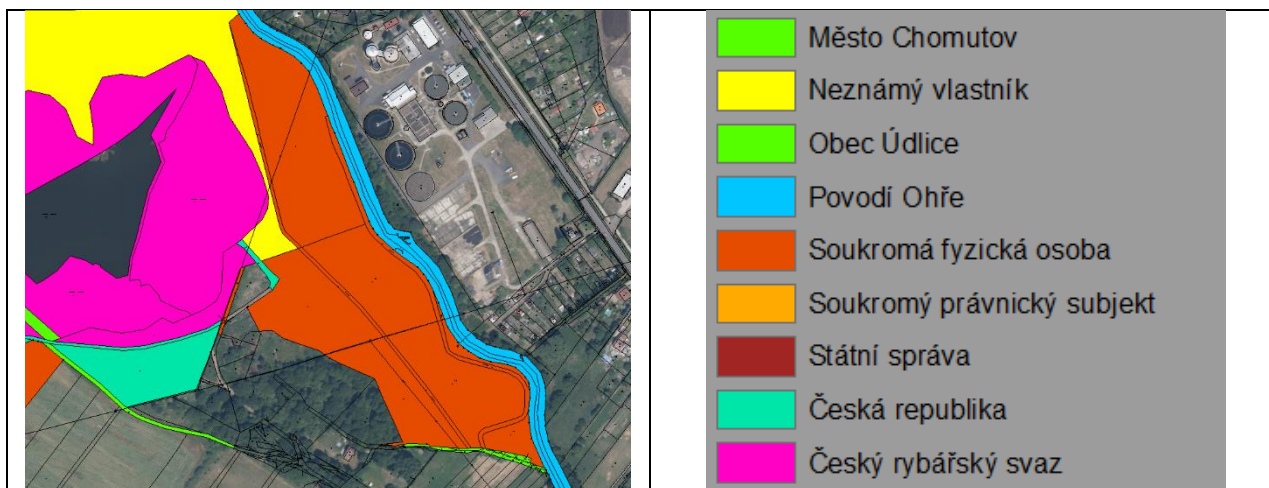 Město Chomutov
Neznámý vlastník
Obec Údlice
Povodí Ohře
Soukromá fyzická osoba
Soukromý právnický subjekt
Státní správa
Česká republika
Český rybářský svaz